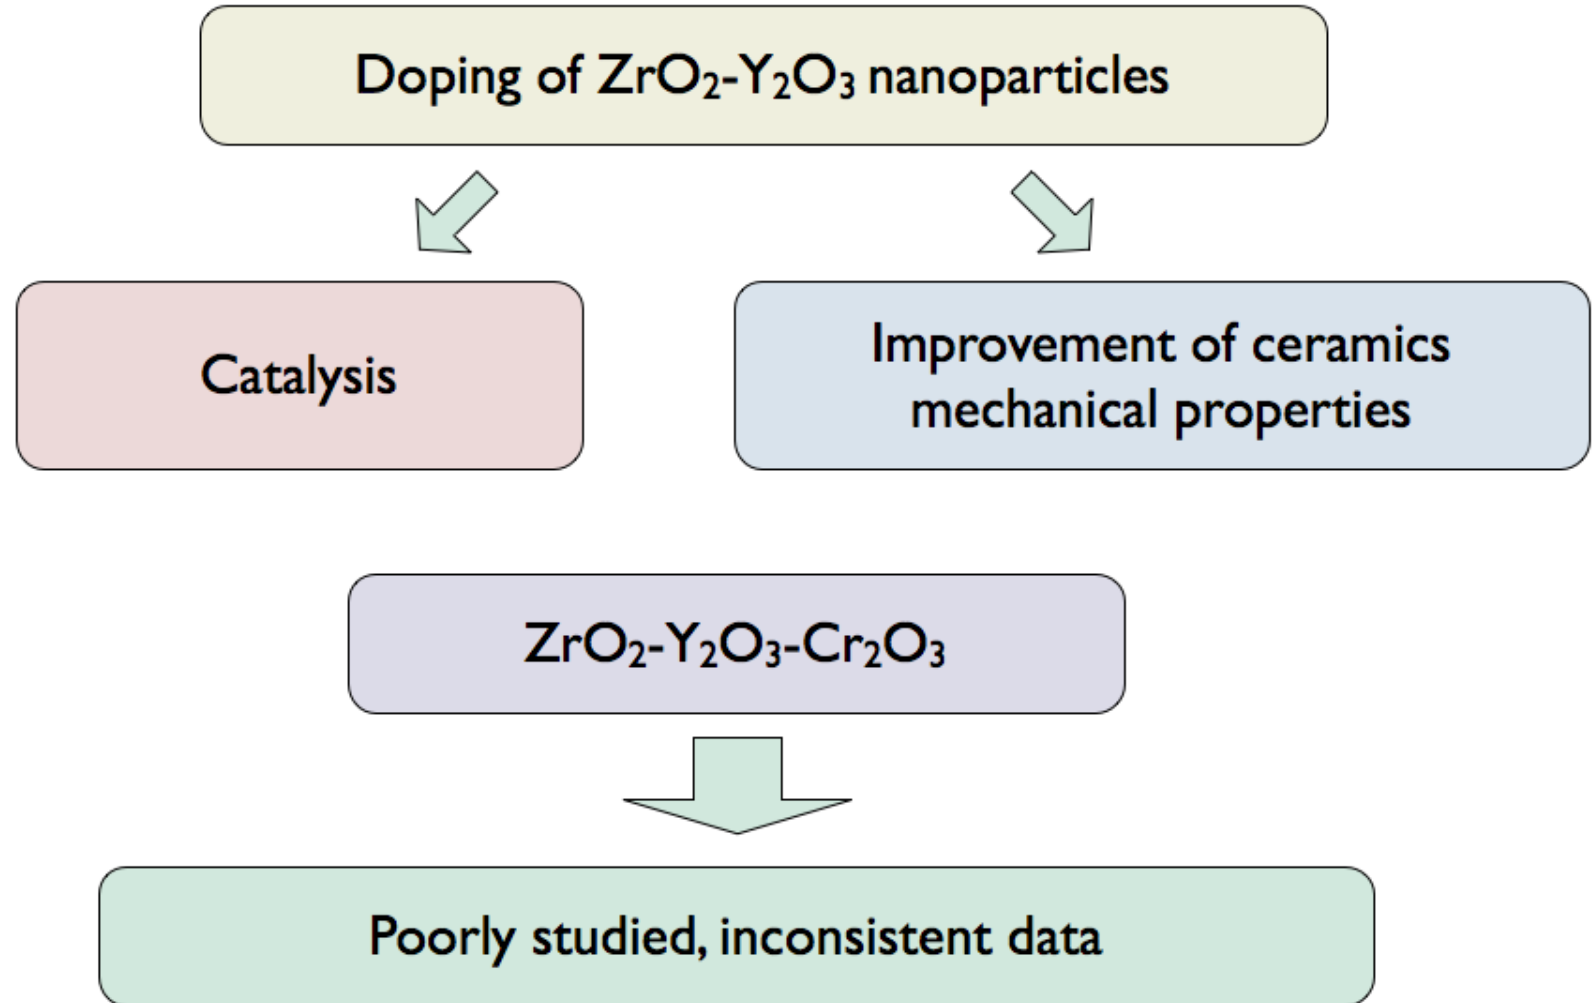 Doping of ZrO₂-Y₂O₃ nanoparticles
Catalysis
Improvement of ceramics
mechanical properties
ZrO₂-Y₂O₃-Cr₂O₃
Poorly studied, inconsistent data